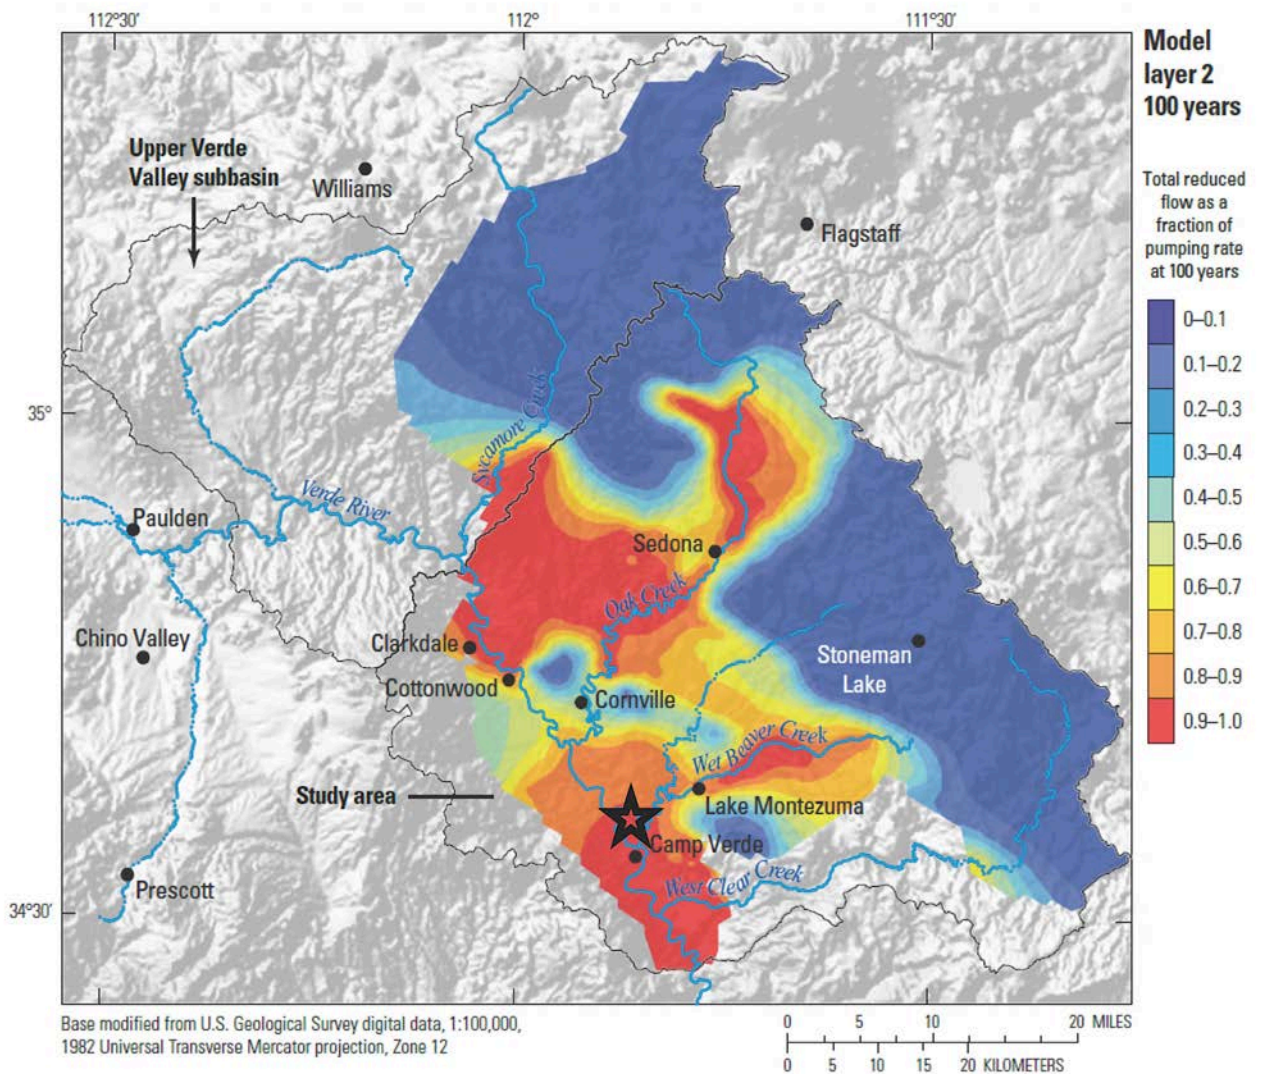 112°30'
112°
111°30'
Model
layer 2
100 years
Upper Verde
Valley subbasin
Williams
Flagstaff
Total reduced
flow as a
fraction of
pumping rate
at 100 years
0–0.1
0.1–0.2
0.2–0.3
0.3–0.4
0.4–0.5
0.5–0.6
0.6–0.7
0.7–0.8
0.8–0.9
0.9–1.0
35°
Sycamore Creek
Verde River
Paulden
Sedona
Oak Creek
Chino Valley
Clarkdale
Stoneman
Lake
Cottonwood
Cornville
Wet Beaver Creek
Study area
Lake Montezuma
Camp Verde
West Clear Creek
Prescott
34°30'
Base modified from U.S. Geological Survey digital data, 1:100,000,
1982 Universal Transverse Mercator projection, Zone 12
0 5 10 20 MILES
0 5 10 15 20 KILOMETERS